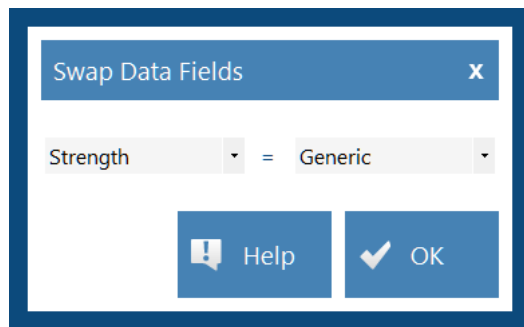 Swap Data Fields x
Strength = Generic
Help OK